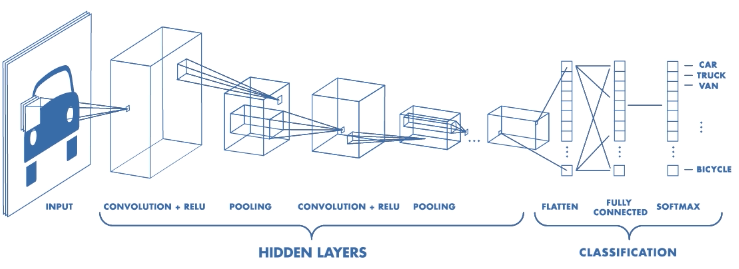 CAR
TRUCK
VAN
BICYCLE
INPUT
CONVOLUTION + RELU
POOLING
CONVOLUTION + RELU
POOLING
FLATTEN
FULLY
CONNECTED
SOFTMAX
HIDDEN LAYERS
CLASSIFICATION